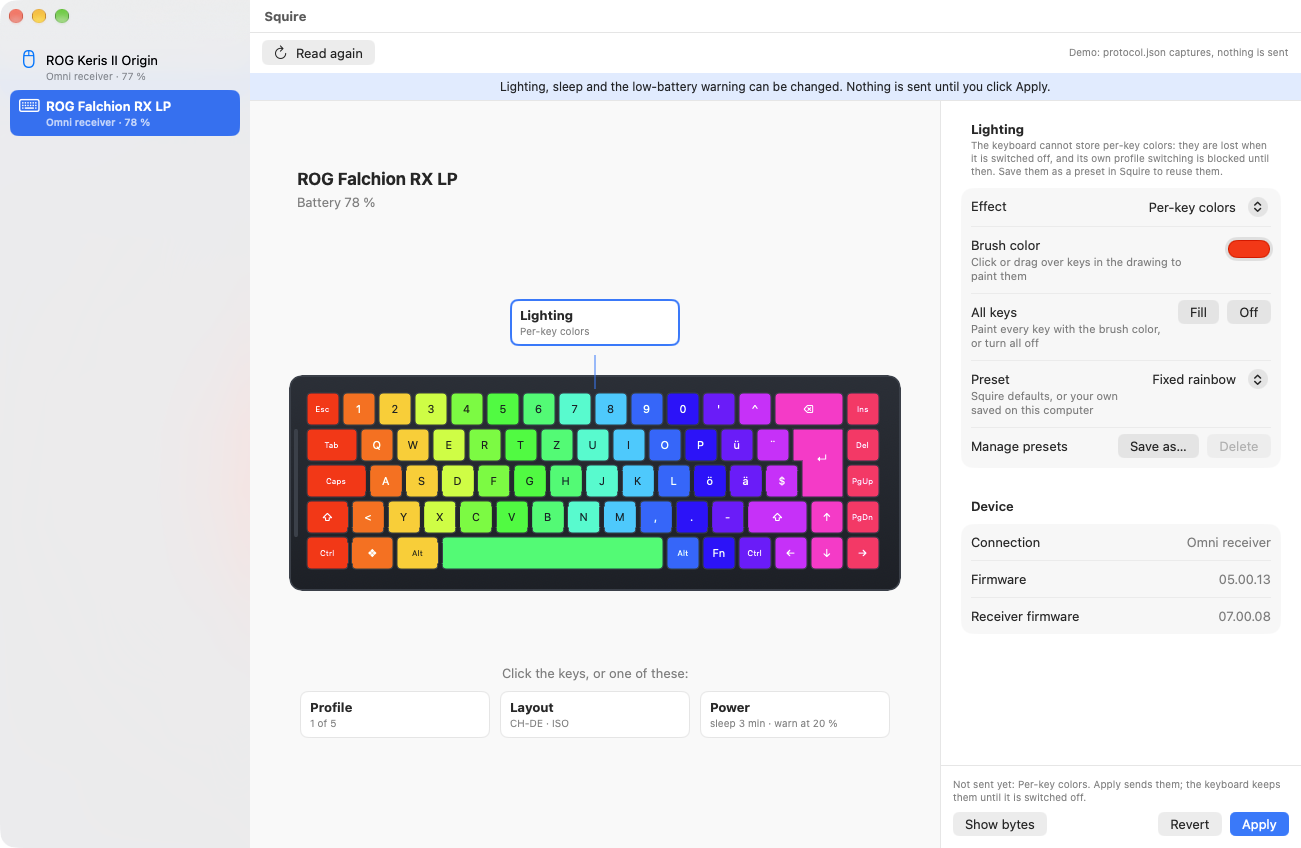 Squire
ROG Keris II Origin
Omni receiver · 77 %
ROG Falchion RX LP
Omni receiver · 78 %
Read again
Demo: protocol.json captures, nothing is sent
Lighting, sleep and the low-battery warning can be changed. Nothing is sent until you click Apply.
ROG Falchion RX LP
Battery 78 %
Lighting
Per-key colors
Esc 1 2 3 4 5 6 7 8 9 0 ' ^ ⌫ Ins
Tab Q W E R T Z U I O P ü ¨ ↵ Del
Caps A S D F G H J K L ö ä $ PgUp
⇧ < Y X C V B N M , . - ⇧ ↑ PgDn
Ctrl ❖ Alt Alt Fn Ctrl ← ↓ →
Click the keys, or one of these:
Profile
1 of 5
Layout
CH-DE · ISO
Power
sleep 3 min · warn at 20 %
Lighting
The keyboard cannot store per-key colors: they are lost when
it is switched off, and its own profile switching is blocked until
then. Save them as a preset in Squire to reuse them.
Effect Per-key colors
Brush color
Click or drag over keys in the drawing to
paint them
All keys Fill Off
Paint every key with the brush color,
or turn all off
Preset Fixed rainbow
Squire defaults, or your own
saved on this computer
Manage presets Save as... Delete
Device
Connection Omni receiver
Firmware 05.00.13
Receiver firmware 07.00.08
Not sent yet: Per-key colors. Apply sends them; the keyboard keeps
them until it is switched off.
Show bytes Revert Apply